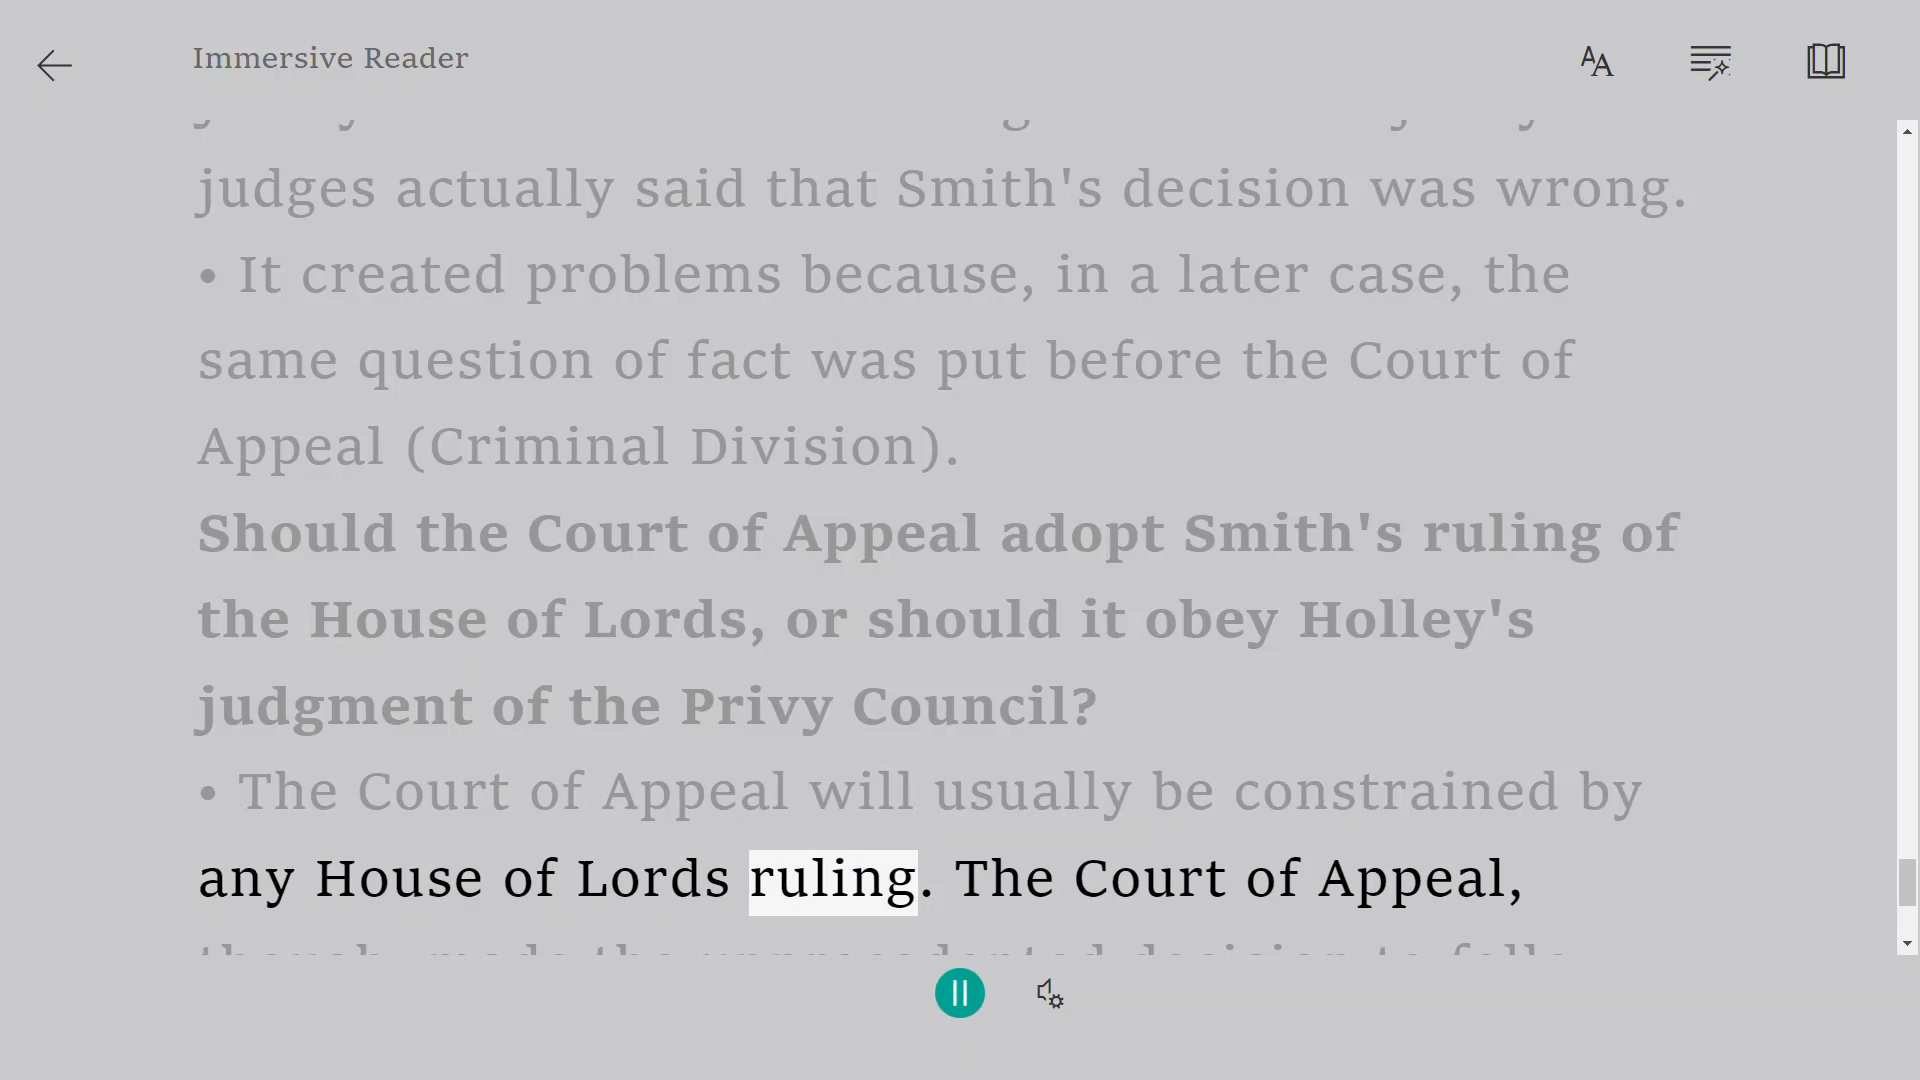 Immersive Reader
judges actually said that Smith's decision was wrong.
• It created problems because, in a later case, the
same question of fact was put before the Court of
Appeal (Criminal Division).
Should the Court of Appeal adopt Smith's ruling of
the House of Lords, or should it obey Holley's
judgment of the Privy Council?
• The Court of Appeal will usually be constrained by
any House of Lords ruling. The Court of Appeal,